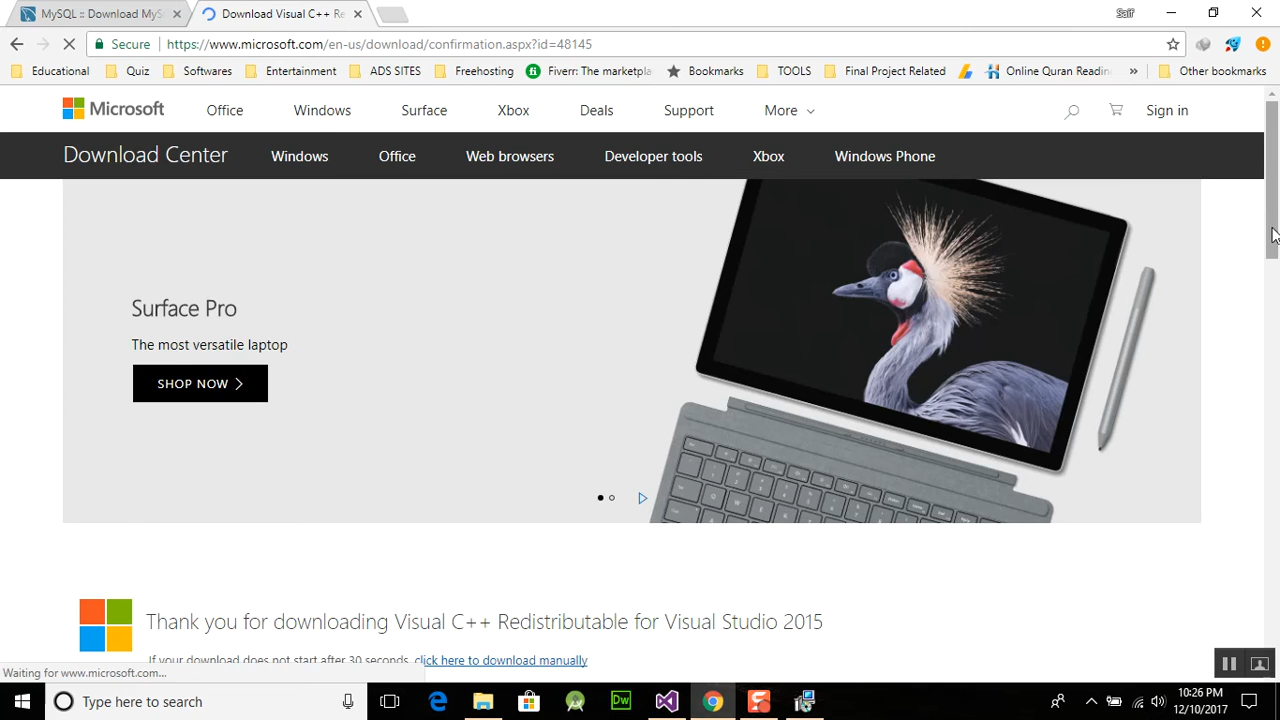 MySQL :: Download MyS
Download Visual C++ Re
Saif
Secure
https://www.microsoft.com/en-us/download/confirmation.aspx?id=48145
Educational
Quiz
Softwares
Entertainment
ADS SITES
Freehosting
Fiverr: The marketpla
Bookmarks
TOOLS
Final Project Related
Online Quran Readin
»
Other bookmarks
Microsoft
Office
Windows
Surface
Xbox
Deals
Support
More
Sign in
Download Center
Windows
Office
Web browsers
Developer tools
Xbox
Windows Phone
Surface Pro
The most versatile laptop
SHOP NOW
Thank you for downloading Visual C++ Redistributable for Visual Studio 2015
If your download does not start after 30 seconds, click here to download manually
Waiting for www.microsoft.com...
Type here to search
Dw
10:26 PM
12/10/2017